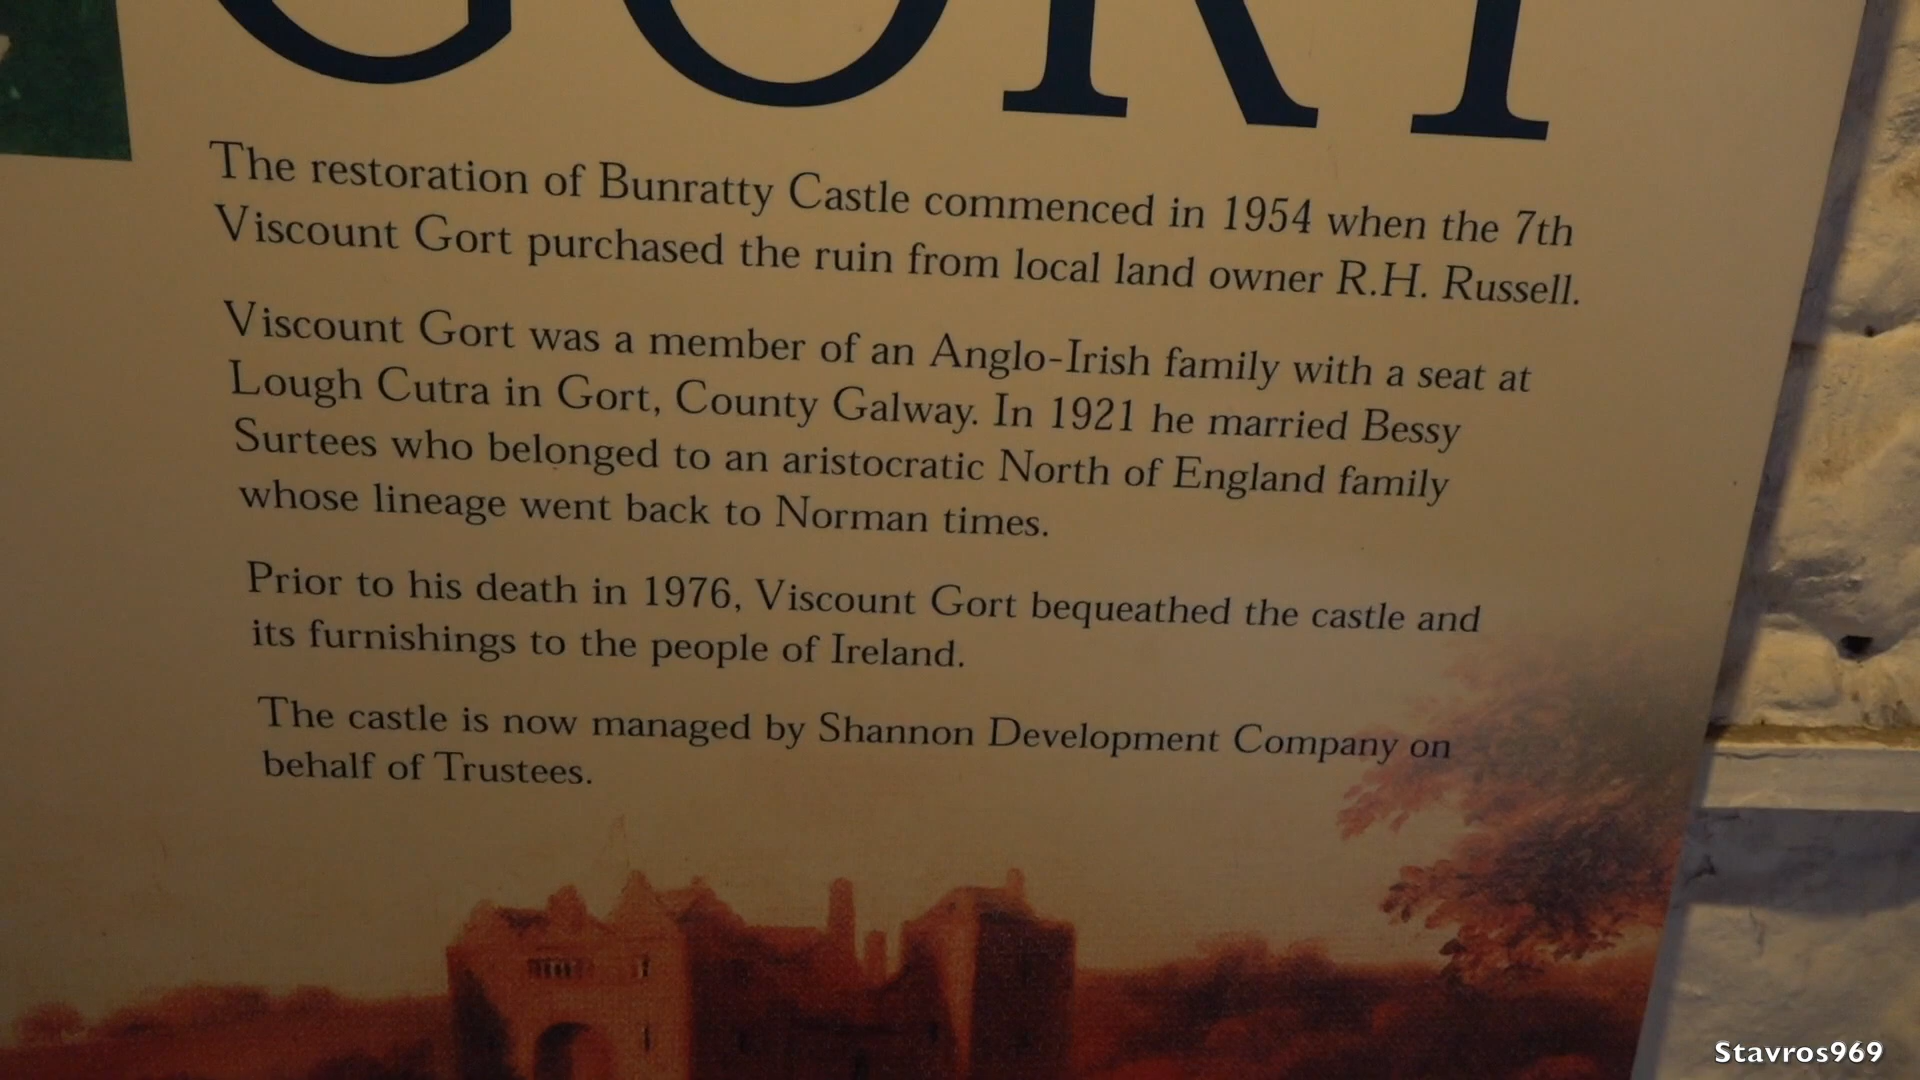 GORT
The restoration of Bunratty Castle commenced in 1954 when the 7th
Viscount Gort purchased the ruin from local land owner R.H. Russell.
Viscount Gort was a member of an Anglo-Irish family with a seat at
Lough Cutra in Gort, County Galway. In 1921 he married Bessy
Surtees who belonged to an aristocratic North of England family
whose lineage went back to Norman times.
Prior to his death in 1976, Viscount Gort bequeathed the castle and
its furnishings to the people of Ireland.
The castle is now managed by Shannon Development Company on
behalf of Trustees.
Stavros969